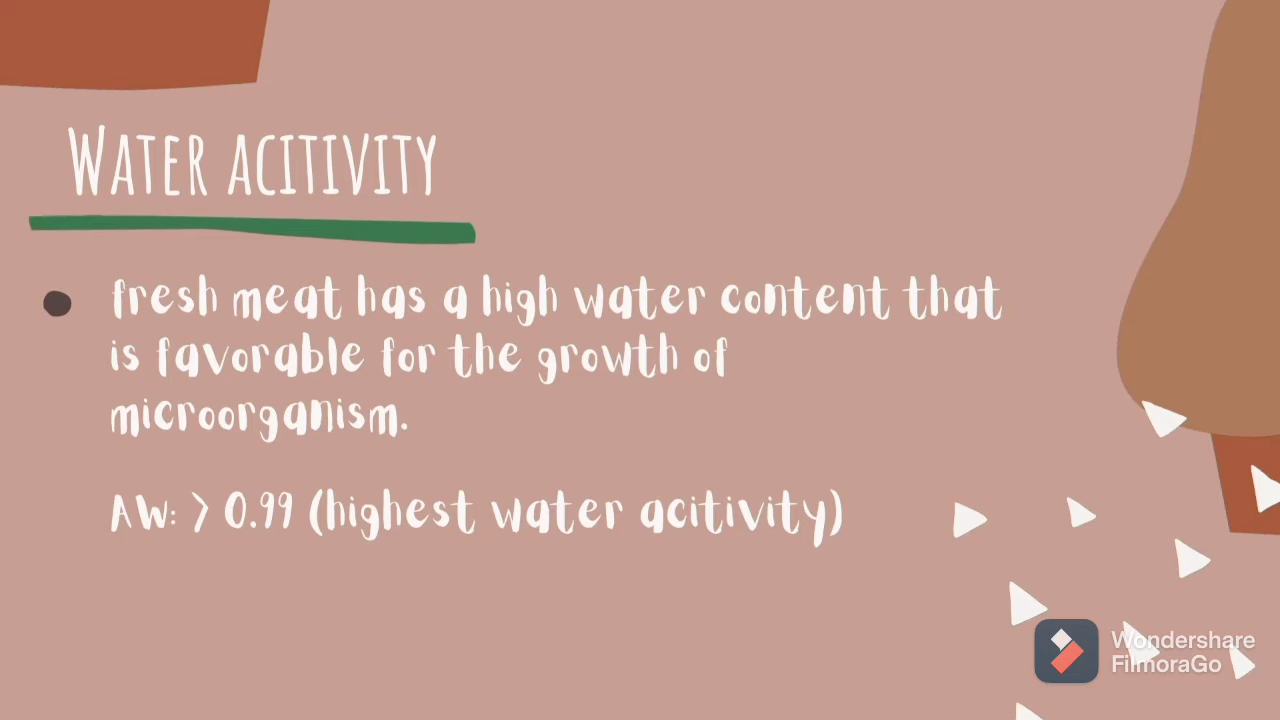 Water acitivity
fresh meat has a high water content that
is favorable for the growth of
microorganism.
AW: > 0.99 (highest water acitivity)
Wondershare
FilmoraGo